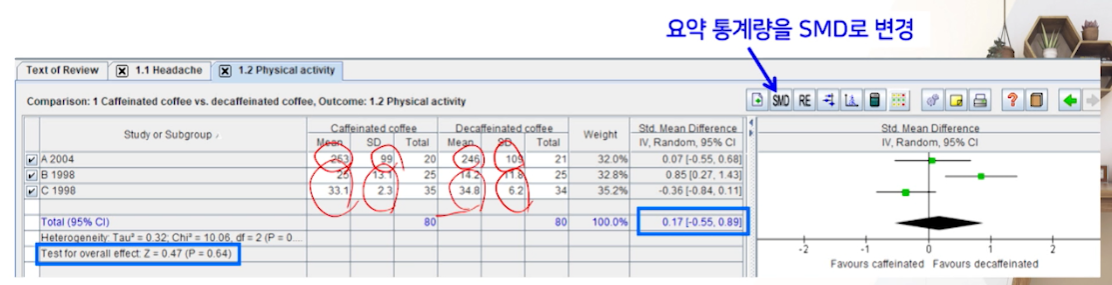 요약 통계량을 SMD로 변경
Text of Review 1.1 Headache 1.2 Physical activity
Comparison: 1 Caffeinated coffee vs. decaffeinated coffee, Outcome: 1.2 Physical activity
SMD RE
Study or Subgroup Caffeinated coffee Decaffeinated coffee Weight Std. Mean Difference Std. Mean Difference
Mean SD Total Mean SD Total IV, Random, 95% CI IV, Random, 95% CI
A 2004 253 99 20 246 109 21 32.0% 0.07 [-0.55, 0.68]
B 1998 25 13.1 25 14.2 11.8 25 32.8% 0.85 [0.27, 1.43]
C 1998 33.1 2.3 35 34.8 6.2 34 35.2% -0.36 [-0.84, 0.11]
Total (95% CI) 80 80 100.0% 0.17 [-0.55, 0.89]
Heterogeneity: Tau² = 0.32; Chi² = 10.06, df = 2 (P = 0...
Test for overall effect: Z = 0.47 (P = 0.64)
-2 -1 0 1 2
Favours caffeinated Favours decaffeinated